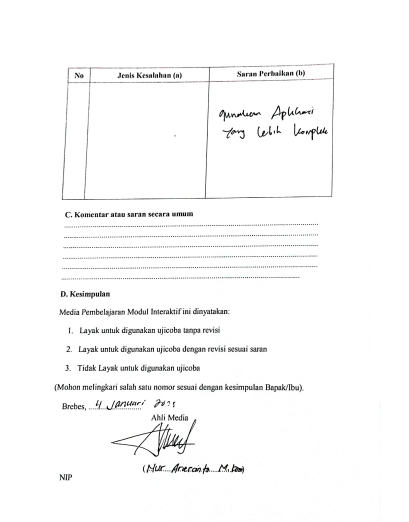 No Jenis Kesalahan (a) Saran Perbaikan (b)
gunakan Aplikasi
yang lebih komplek
C. Komentar atau saran secara umum
D. Kesimpulan
Media Pembelajaran Modul Interaktif ini dinyatakan:
1. Layak untuk digunakan ujicoba tanpa revisi
2. Layak untuk digunakan ujicoba dengan revisi sesuai saran
3. Tidak Layak untuk digunakan ujicoba
(Mohon melingkari salah satu nomor sesuai dengan kesimpulan Bapak/Ibu).
Brebes, 4 Januari
Ahli Media
(Nur M.Kom)
NIP